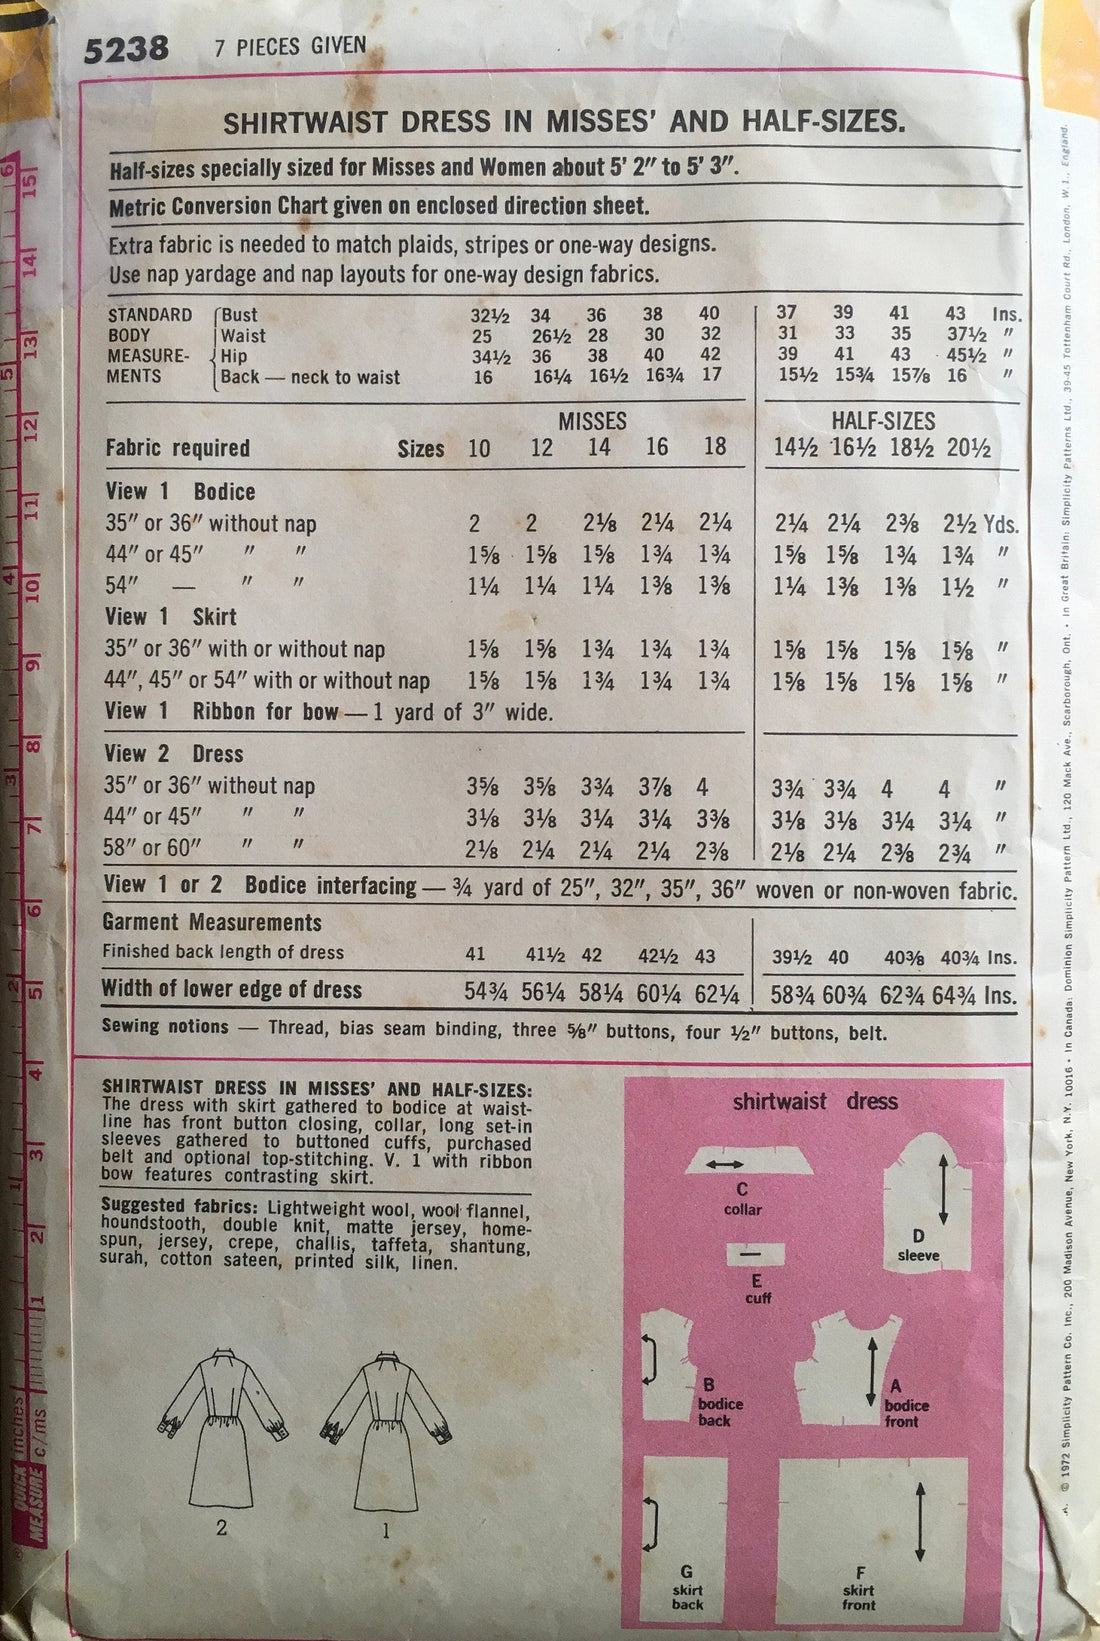 5238 7 PIECES GIVEN
SHIRTWAIST DRESS IN MISSES' AND HALF-SIZES.
Half-sizes specially sized for Misses and Women about 5' 2" to 5' 3".
Metric Conversion Chart given on enclosed direction sheet.
Extra fabric is needed to match plaids, stripes or one-way designs.
Use nap yardage and nap layouts for one-way design fabrics.
STANDARD Bust 32½ 34 36 38 40 37 39 41 43 Ins.
BODY Waist 25 26½ 28 30 32 31 33 35 37½ "
MEASURE- Hip 34½ 36 38 40 42 39 41 43 45½ "
MENTS Back — neck to waist 16 16¼ 16½ 16¾ 17 15½ 15¾ 15⅞ 16 "
MISSES HALF-SIZES
Fabric required Sizes 10 12 14 16 18 14½ 16½ 18½ 20½
View 1 Bodice
35" or 36" without nap 2 2 2⅛ 2¼ 2¼ 2¼ 2¼ 2⅜ 2½ Yds.
44" or 45" " " 1⅝ 1⅝ 1⅝ 1¾ 1¾ 1⅝ 1⅝ 1¾ 1¾ "
54" — " " 1¼ 1¼ 1¼ 1⅜ 1⅜ 1¼ 1⅜ 1⅜ 1½ "
View 1 Skirt
35" or 36" with or without nap 1⅝ 1⅝ 1¾ 1¾ 1¾ 1⅝ 1⅝ 1⅝ 1⅝ "
44", 45" or 54" with or without nap 1⅝ 1⅝ 1¾ 1¾ 1¾ 1⅝ 1⅝ 1⅝ 1⅝ "
View 1 Ribbon for bow — 1 yard of 3" wide.
View 2 Dress
35" or 36" without nap 3⅝ 3⅝ 3¾ 3⅞ 4 3¾ 3¾ 4 4 "
44" or 45" " " 3⅛ 3⅛ 3¼ 3¼ 3⅜ 3⅛ 3⅛ 3¼ 3¼ "
58" or 60" " " 2⅛ 2¼ 2¼ 2¼ 2⅜ 2⅛ 2¼ 2⅜ 2¾ "
View 1 or 2 Bodice interfacing — ¾ yard of 25", 32", 35", 36" woven or non-woven fabric.
Garment Measurements
Finished back length of dress 41 41½ 42 42½ 43 39½ 40 40⅜ 40¾ Ins.
Width of lower edge of dress 54¾ 56¼ 58¼ 60¼ 62¼ 58¾ 60¾ 62¾ 64¾ Ins.
Sewing notions — Thread, bias seam binding, three ⅝" buttons, four ½" buttons, belt.
SHIRTWAIST DRESS IN MISSES' AND HALF-SIZES:
The dress with skirt gathered to bodice at waist-
line has front button closing, collar, long set-in
sleeves gathered to buttoned cuffs, purchased
belt and optional top-stitching. V. 1 with ribbon
bow features contrasting skirt.
Suggested fabrics: Lightweight wool, wool flannel,
houndstooth, double knit, matte jersey, home-
spun, jersey, crepe, challis, taffeta, shantung,
surah, cotton sateen, printed silk, linen.
2
1
shirtwaist dress
C
collar
D
sleeve
E
cuff
B
bodice
back
A
bodice
front
G
skirt
back
F
skirt
front
© 1972 Simplicity Pattern Co. Inc., 200 Madison Avenue, New York, N.Y. 10016 • In Canada: Dominion Simplicity Pattern Ltd., 120 Mack Ave., Scarborough, Ont. • In Great Britain: Simplicity Patterns Ltd., 39-45 Tottenham Court Rd., London, W.1., England.
QUICK inches
MEASURE c/ms
1 2 3 4 5 6
1 2 3 4 5 6 7 8 9 10 11 12 13 14 15